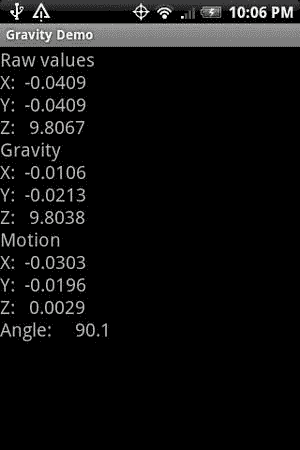 10:06 PM
Gravity Demo
Raw values
X: -0.0409
Y: -0.0409
Z: 9.8067
Gravity
X: -0.0106
Y: -0.0213
Z: 9.8038
Motion
X: -0.0303
Y: -0.0196
Z: 0.0029
Angle: 90.1